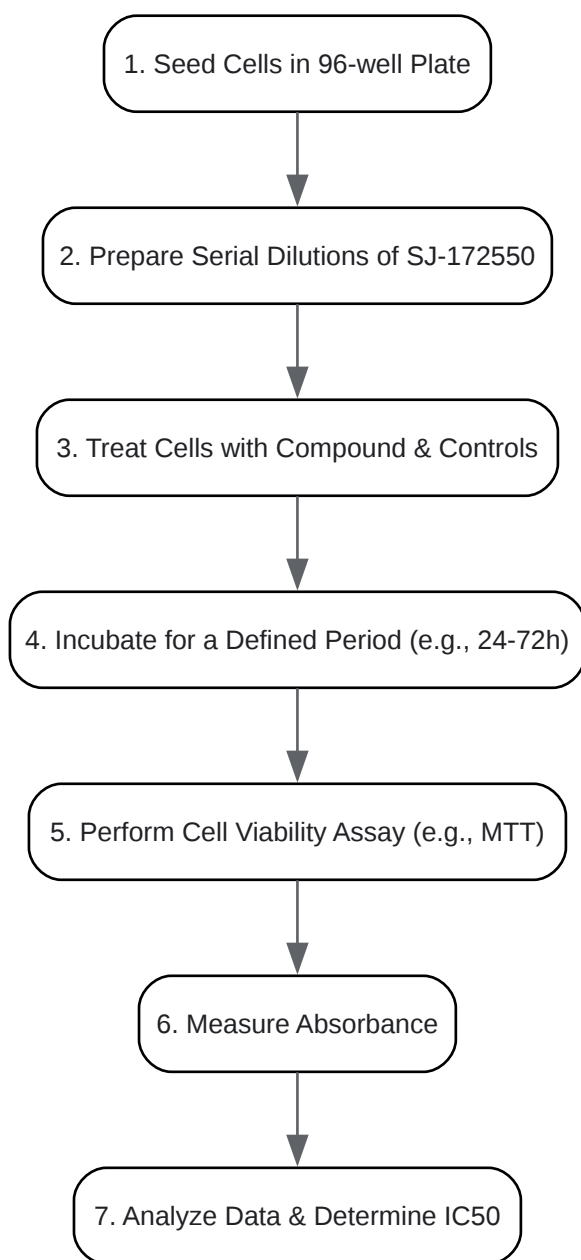 1. Seed Cells in 96-well Plate
2. Prepare Serial Dilutions of SJ-172550
3. Treat Cells with Compound & Controls
4. Incubate for a Defined Period (e.g., 24-72h)
5. Perform Cell Viability Assay (e.g., MTT)
6. Measure Absorbance
7. Analyze Data & Determine IC50